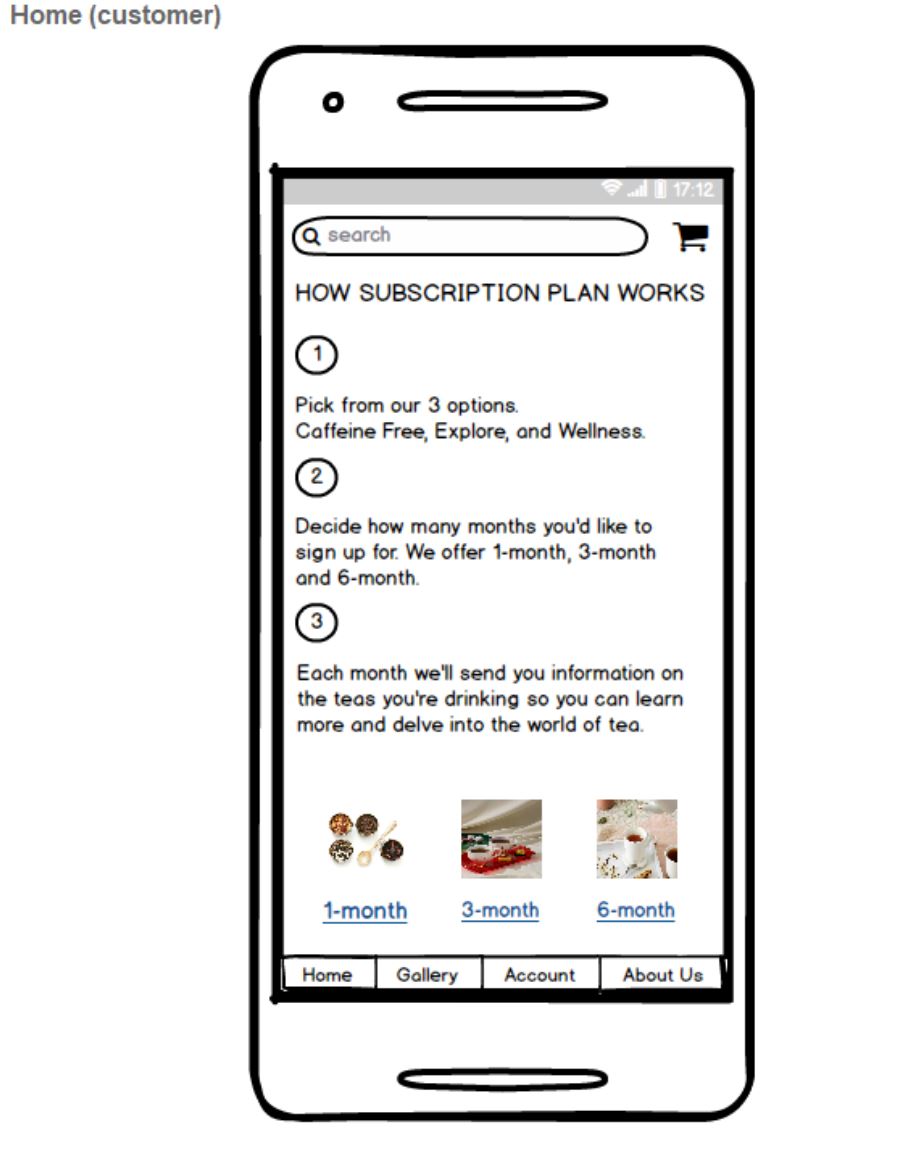 Home (customer)
17:12
search
HOW SUBSCRIPTION PLAN WORKS
1
Pick from our 3 options.
Caffeine Free, Explore, and Wellness.
2
Decide how many months you'd like to
sign up for. We offer 1-month, 3-month
and 6-month.
3
Each month we'll send you information on
the teas you're drinking so you can learn
more and delve into the world of tea.
1-month 3-month 6-month
Home Gallery Account About Us